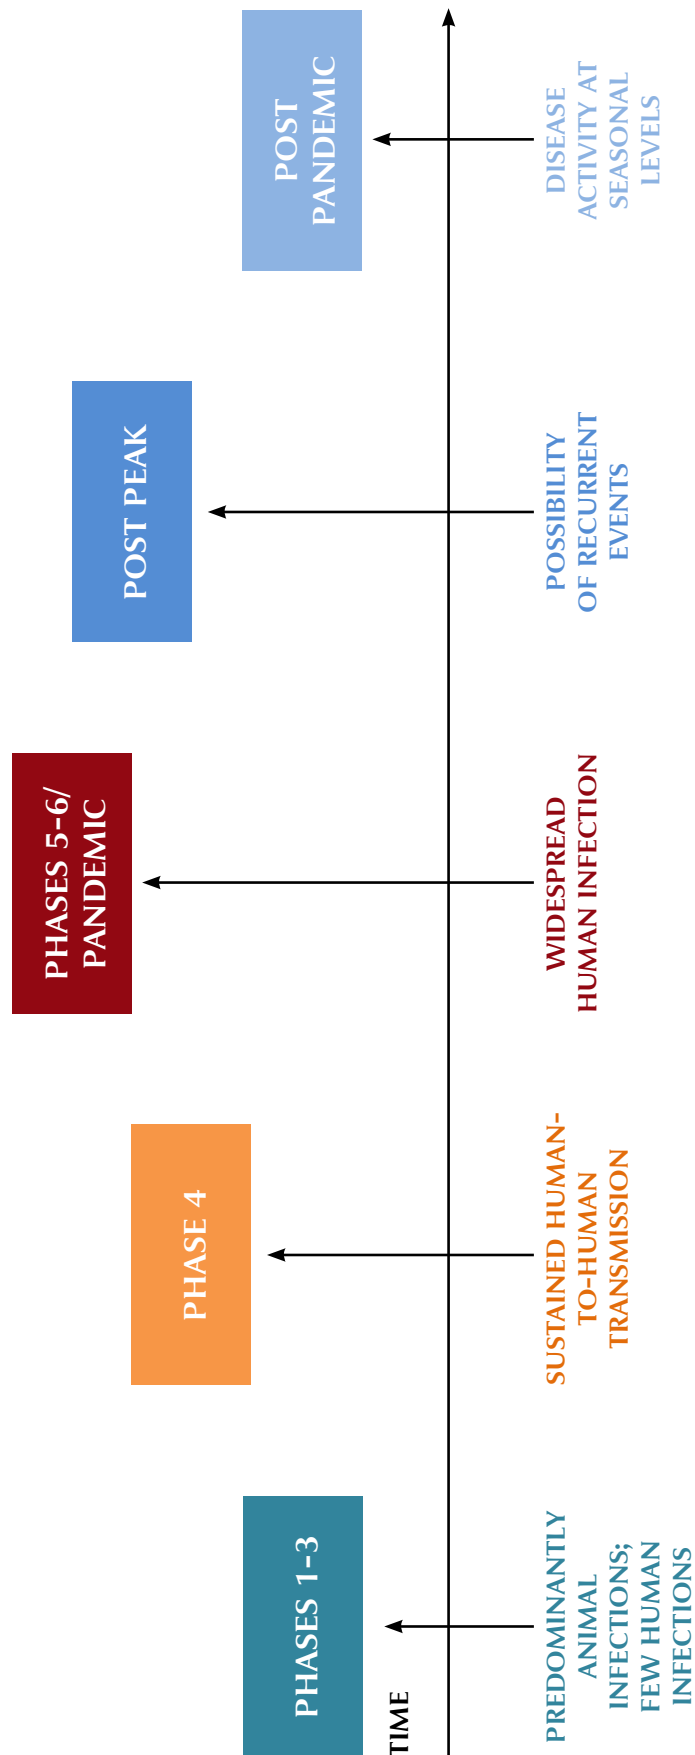 PHASES 1-3
PHASE 4
PHASES 5-6/
PANDEMIC
POST PEAK
POST
PANDEMIC
TIME
PREDOMINANTLY
ANIMAL
INFECTIONS;
FEW HUMAN
INFECTIONS
SUSTAINED HUMAN-
TO-HUMAN
TRANSMISSION
WIDESPREAD
HUMAN INFECTION
POSSIBILITY
OF RECURRENT
EVENTS
DISEASE
ACTIVITY AT
SEASONAL
LEVELS